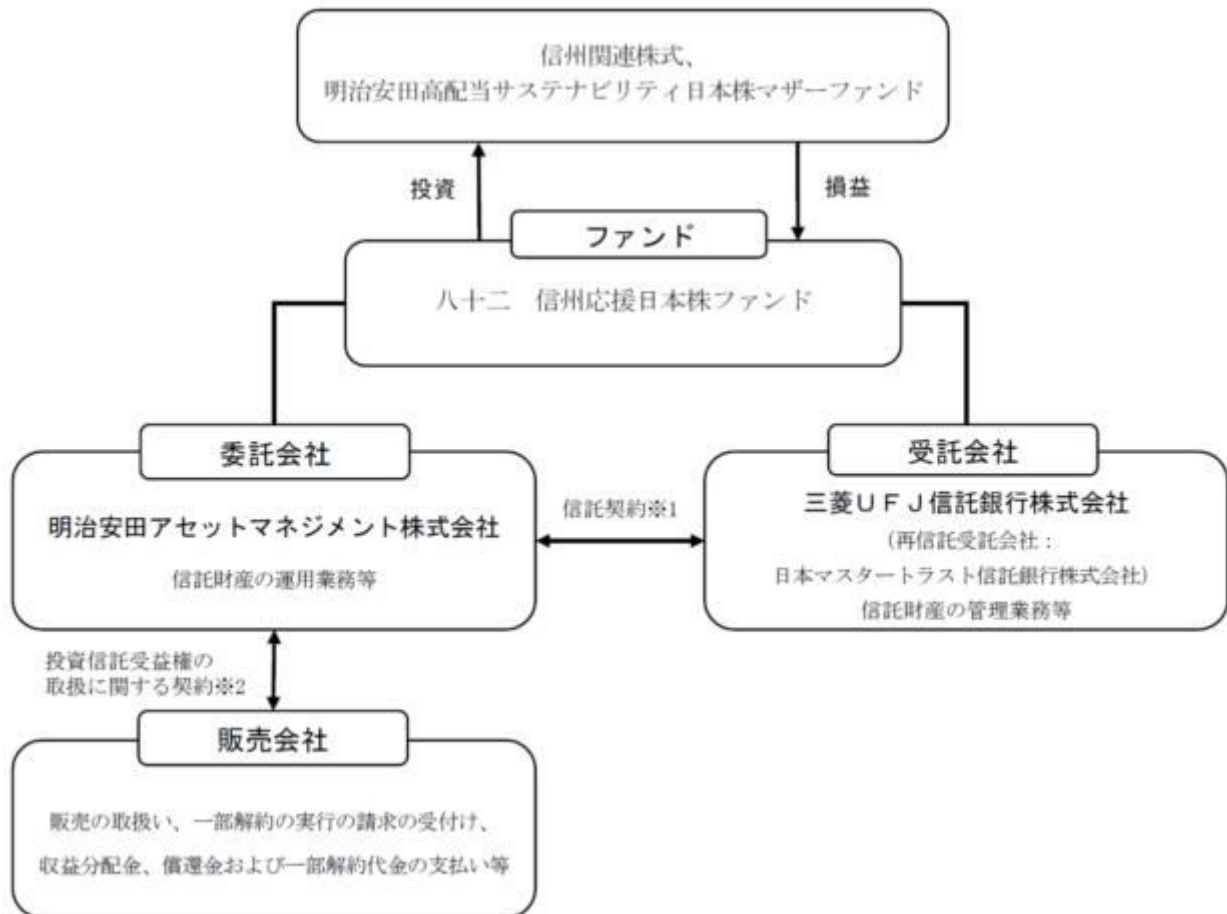 信州関連株式、
明治安田高配当サステナビリティ日本株マザーファンド
投資
損益
ファンド
八十二　信州応援日本株ファンド
委託会社
明治安田アセットマネジメント株式会社
信託財産の運用業務等
信託契約※1
受託会社
三菱ＵＦＪ信託銀行株式会社
（再信託受託会社：
日本マスタートラスト信託銀行株式会社）
信託財産の管理業務等
投資信託受益権の
取扱に関する契約※2
販売会社
販売の取扱い、一部解約の実行の請求の受付け、
収益分配金、償還金および一部解約代金の支払い等